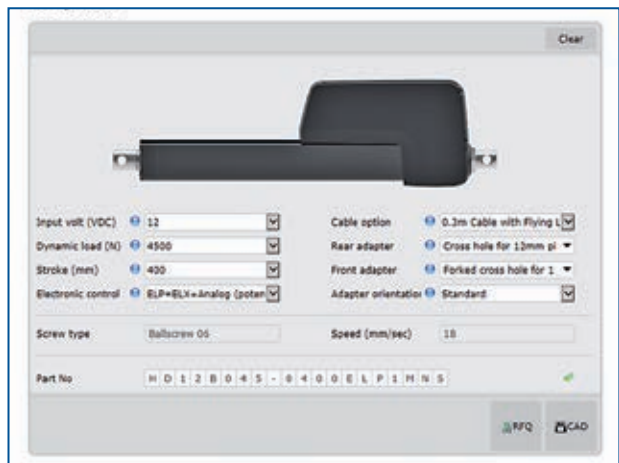 Clear
Input volt (VDC) 12 Cable option 0.3m Cable with Flying L
Dynamic load (N) 4500 Rear adapter Cross hole for 12mm pi
Stroke (mm) 400 Front adapter Forked cross hole for 1
Electronic control ELP+ELX=Analog (poten Adapter orientatio Standard
Screw type Ballscrew 06 Speed (mm/sec) 18
Part No H D 1 2 B 0 4 5 - 0 4 0 0 E L P 1 M N S
RFQ CAD